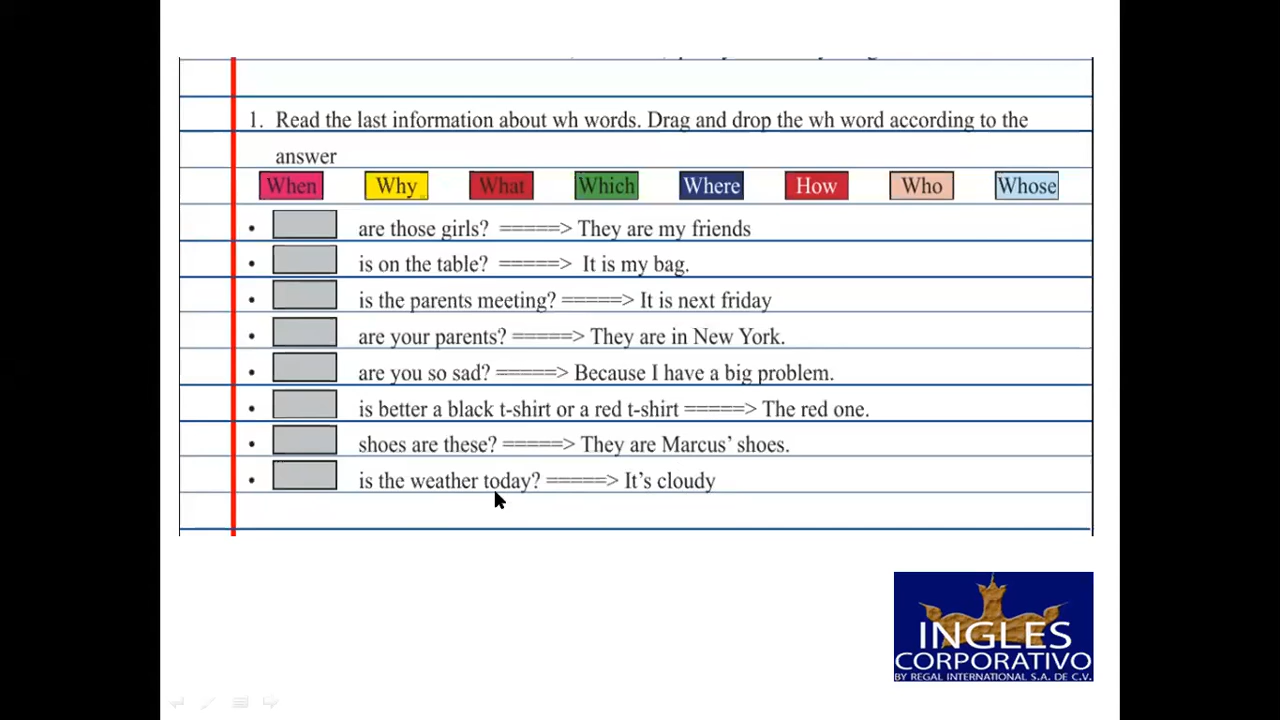 1. Read the last information about wh words. Drag and drop the wh word according to the
answer
When Why What Which Where How Who Whose
• are those girls? =====> They are my friends
• is on the table? =====> It is my bag.
• is the parents meeting? =====> It is next friday
• are your parents? =====> They are in New York.
• are you so sad? =====> Because I have a big problem.
• is better a black t-shirt or a red t-shirt =====> The red one.
• shoes are these? =====> They are Marcus’ shoes.
• is the weather today? =====> It’s cloudy
INGLES
CORPORATIVO
BY REGAL INTERNATIONAL S.A. DE C.V.